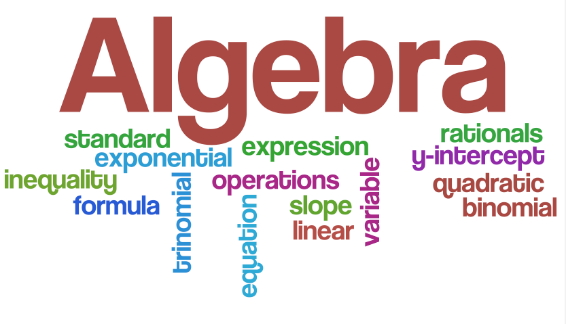 Algebra
standard
rationals
exponential
expression
y-intercept
inequality
operations
variable
quadratic
formula
trinomial
equation
slope
binomial
linear